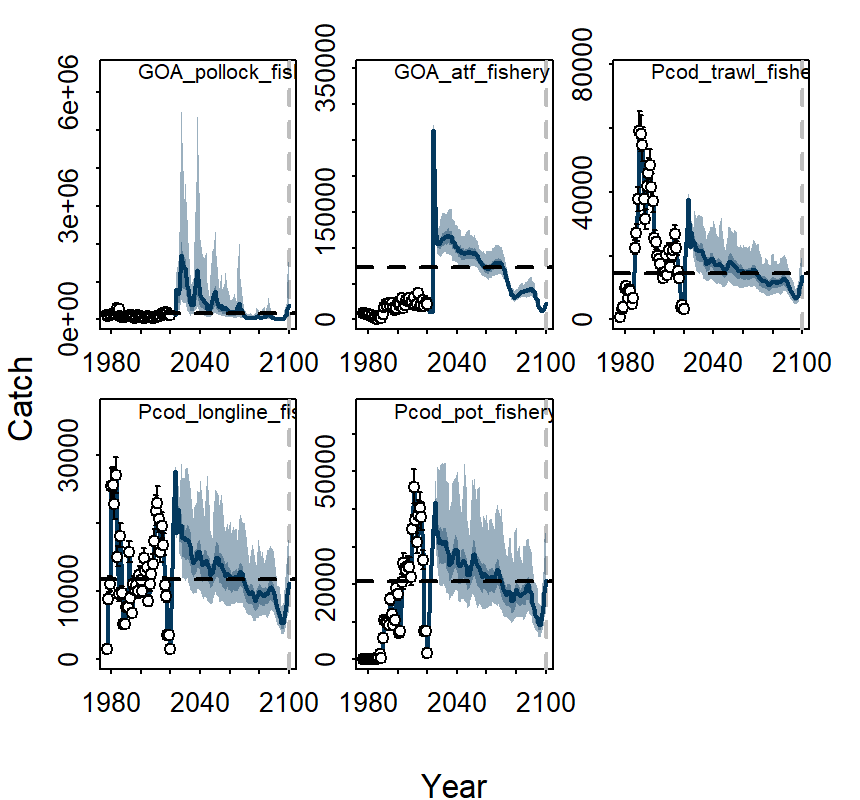 GOA_pollock_fish
0e+00 3e+06 6e+06
1980 2040 2100
GOA_atf_fishery
0 150000 350000
1980 2040 2100
Pcod_trawl_fishe
0 40000 80000
1980 2040 2100
Pcod_longline_fis
0 10000 30000
1980 2040 2100
Pcod_pot_fishery
0 20000 50000
1980 2040 2100
Catch
Year